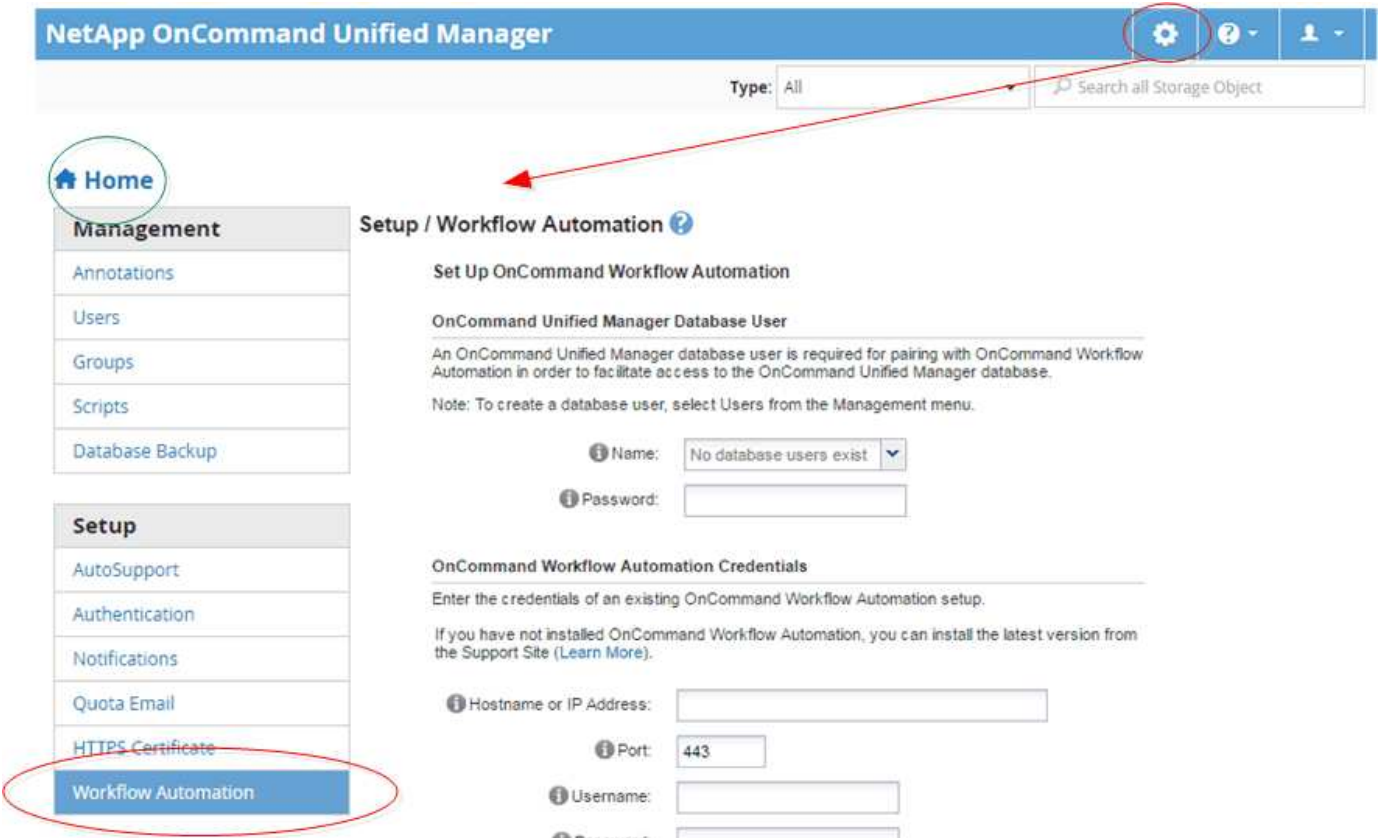 NetApp OnCommand Unified Manager
Type: All
Search all Storage Object
Home
Management
Annotations
Users
Groups
Scripts
Database Backup
Setup
AutoSupport
Authentication
Notifications
Quota Email
HTTPS Certificate
Workflow Automation
Setup / Workflow Automation
Set Up OnCommand Workflow Automation
OnCommand Unified Manager Database User
An OnCommand Unified Manager database user is required for pairing with OnCommand Workflow
Automation in order to facilitate access to the OnCommand Unified Manager database.
Note: To create a database user, select Users from the Management menu.
Name: No database users exist
Password:
OnCommand Workflow Automation Credentials
Enter the credentials of an existing OnCommand Workflow Automation setup.
If you have not installed OnCommand Workflow Automation, you can install the latest version from
the Support Site (Learn More).
Hostname or IP Address:
Port: 443
Username: